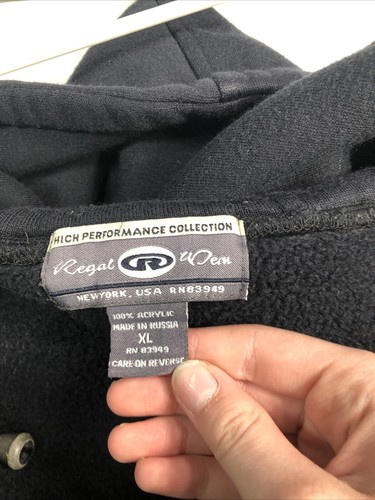 HIGH PERFORMANCE COLLECTION
Regal R Wear
NEW YORK, USA RN83949
100% ACRYLIC
MADE IN RUSSIA
XL
RN 83949
CARE ON REVERSE